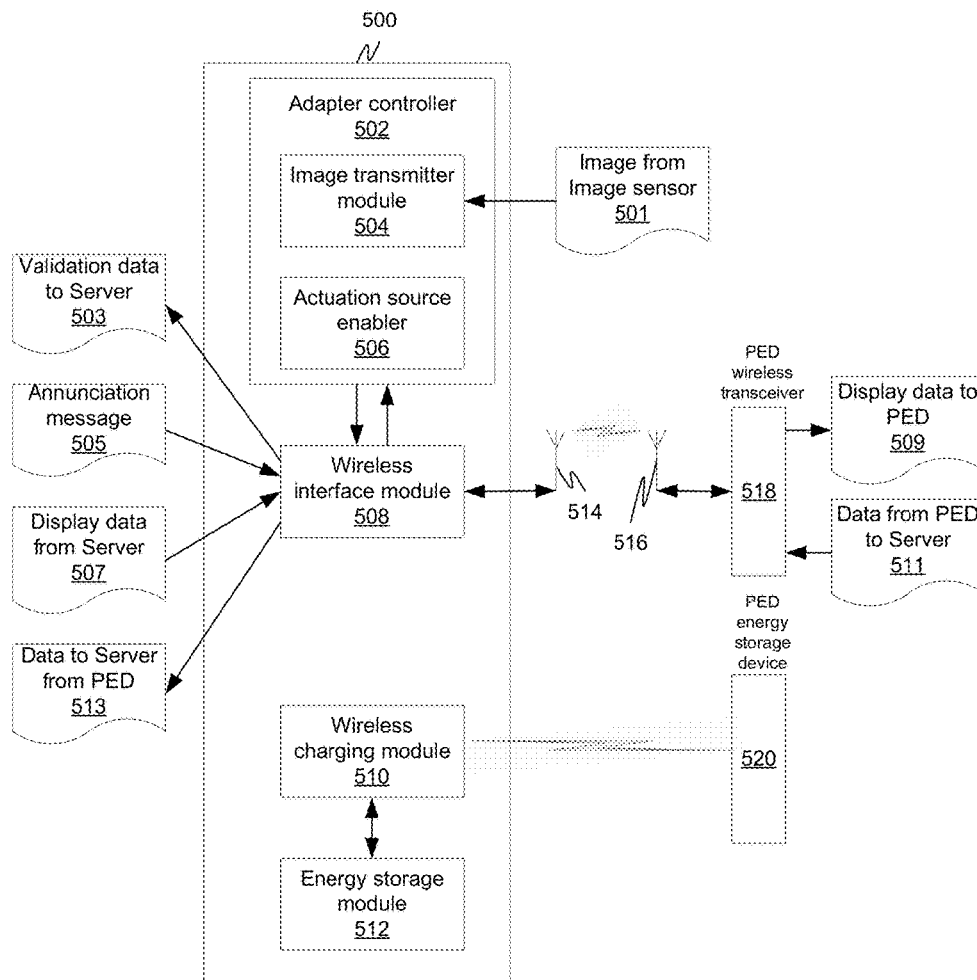 500
Adapter controller
502
Image transmitter
module
504
Image from
Image sensor
501
Validation data
to Server
503
Actuation source
enabler
506
Annunciation
message
505
Wireless
interface module
508
514
516
PED
wireless
transceiver
518
Display data to
PED
509
Data from PED
to Server
511
Display data
from Server
507
Data to Server
from PED
513
PED
energy
storage
device
520
Wireless
charging module
510
Energy storage
module
512